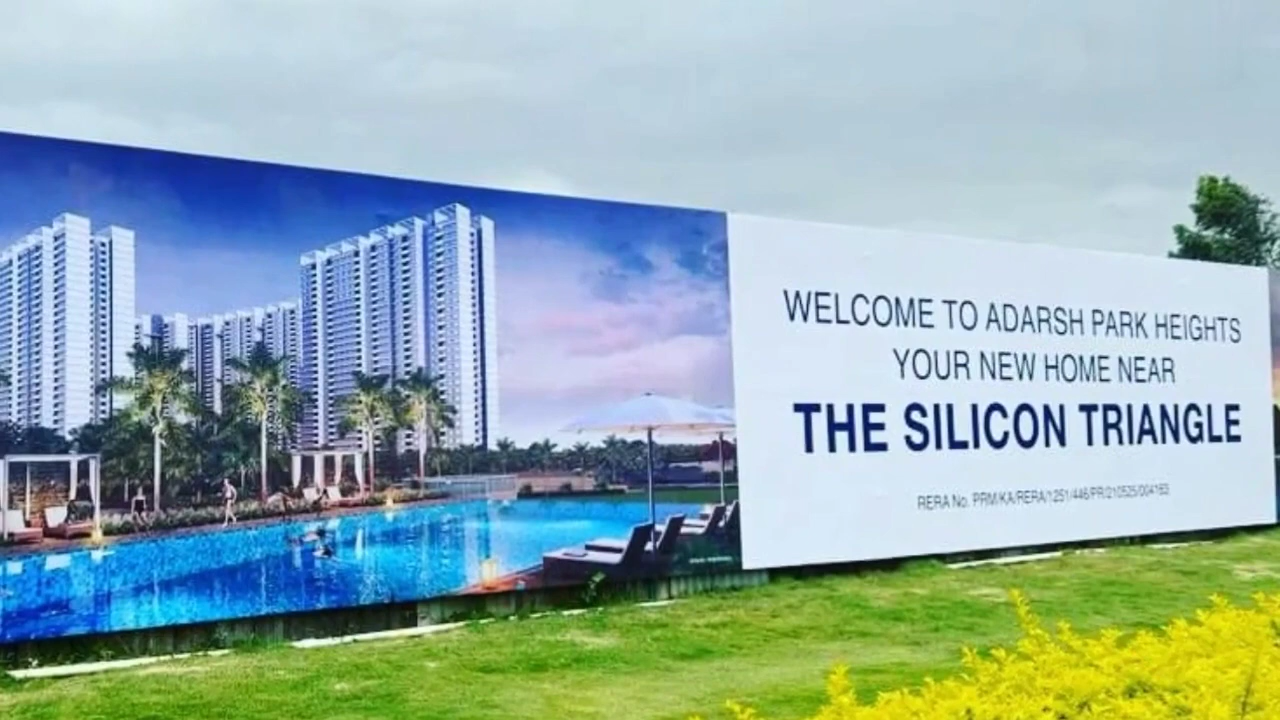 WELCOME TO ADARSH PARK HEIGHTS
YOUR NEW HOME NEAR
THE SILICON TRIANGLE
RERA No. PRM/KA/RERA/1251/446/PR/210525/004163